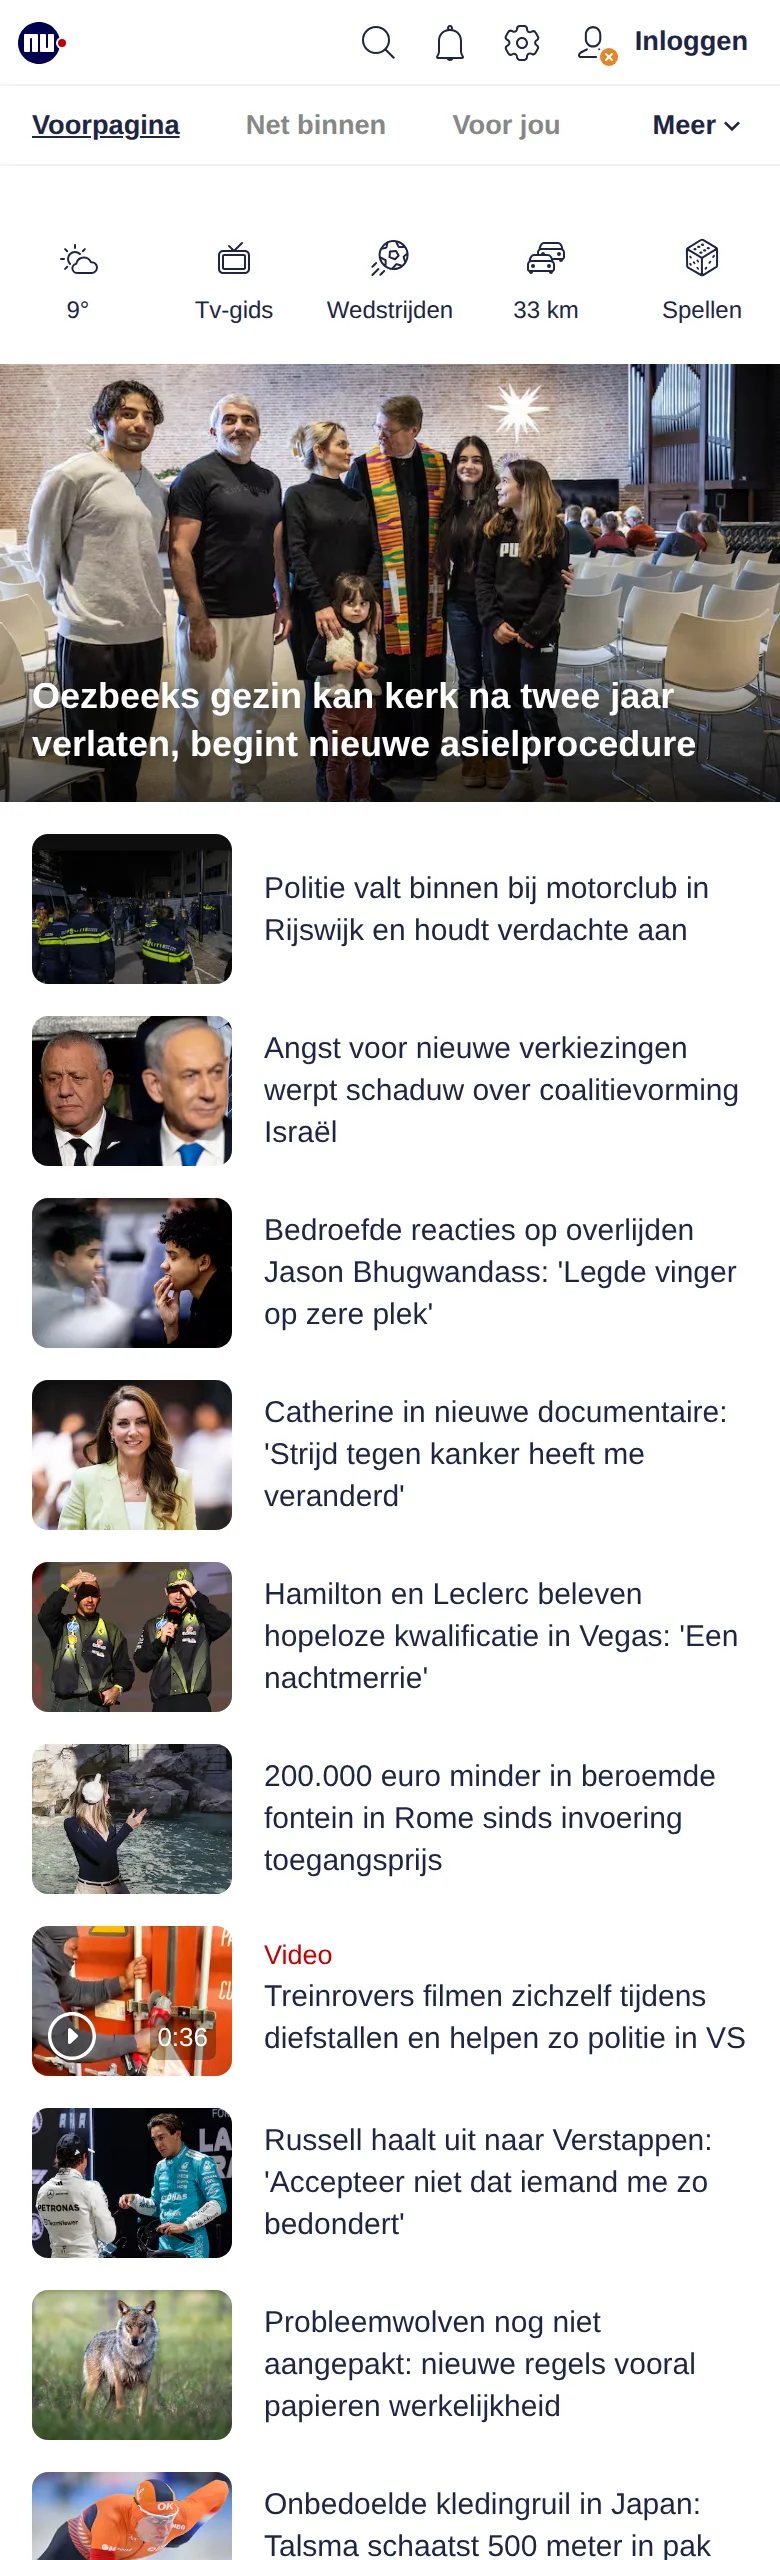 nu
Inloggen
Voorpagina
Net binnen
Voor jou
Meer
9°
Tv-gids
Wedstrijden
33 km
Spellen
PUMA
Oezbeeks gezin kan kerk na twee jaar
verlaten, begint nieuwe asielprocedure
Politie valt binnen bij motorclub in
Rijswijk en houdt verdachte aan
Angst voor nieuwe verkiezingen
werpt schaduw over coalitievorming
Israël
Bedroefde reacties op overlijden
Jason Bhugwandass: 'Legde vinger
op zere plek'
Catherine in nieuwe documentaire:
'Strijd tegen kanker heeft me
veranderd'
Hamilton en Leclerc beleven
hopeloze kwalificatie in Vegas: 'Een
nachtmerrie'
200.000 euro minder in beroemde
fontein in Rome sinds invoering
toegangsprijs
Video
Treinrovers filmen zichzelf tijdens
diefstallen en helpen zo politie in VS
0:36
Russell haalt uit naar Verstappen:
'Accepteer niet dat iemand me zo
bedondert'
PETRONAS
TeamViewer
Probleemwolven nog niet
aangepakt: nieuwe regels vooral
papieren werkelijkheid
Onbedoelde kledingruil in Japan:
Talsma schaatst 500 meter in pak